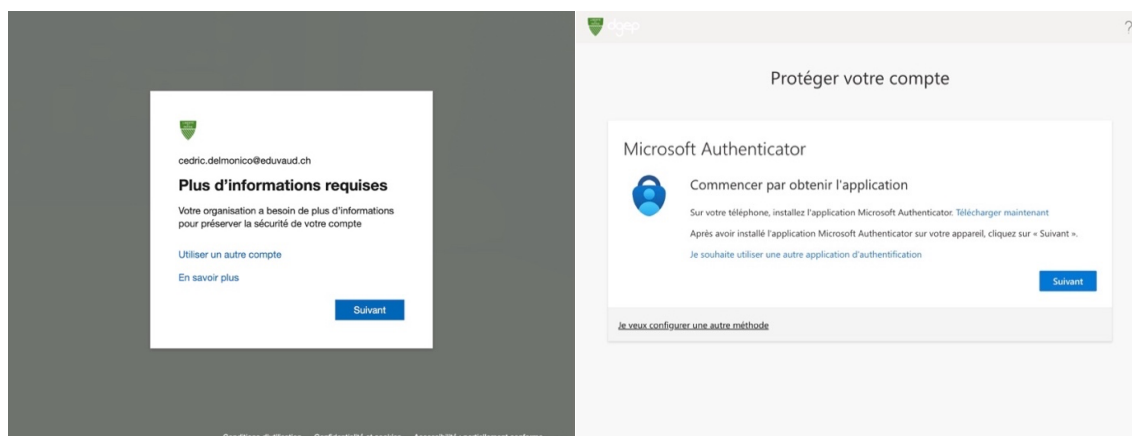 cedric.delmonico@eduvaud.ch
Plus d'informations requises
Votre organisation a besoin de plus d'informations
pour préserver la sécurité de votre compte
Utiliser un autre compte
En savoir plus
Suivant
dgep
?
Protéger votre compte
Microsoft Authenticator
Commencer par obtenir l'application
Sur votre téléphone, installez l'application Microsoft Authenticator. Télécharger maintenant
Après avoir installé l'application Microsoft Authenticator sur votre appareil, cliquez sur « Suivant ».
Je souhaite utiliser une autre application d'authentification
Suivant
Je veux configurer une autre méthode